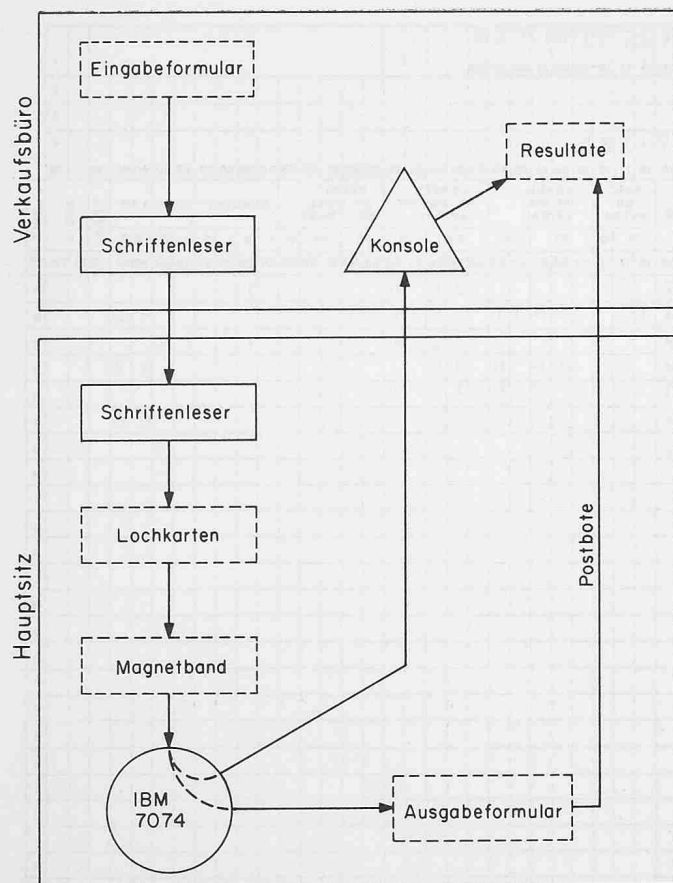 Verkaufsbüro
Eingabeformular
Resultate
Schriftenleser
Konsole
Hauptsitz
Schriftenleser
Lochkarten
Postbote
Magnetband
IBM
7074
Ausgabeformular